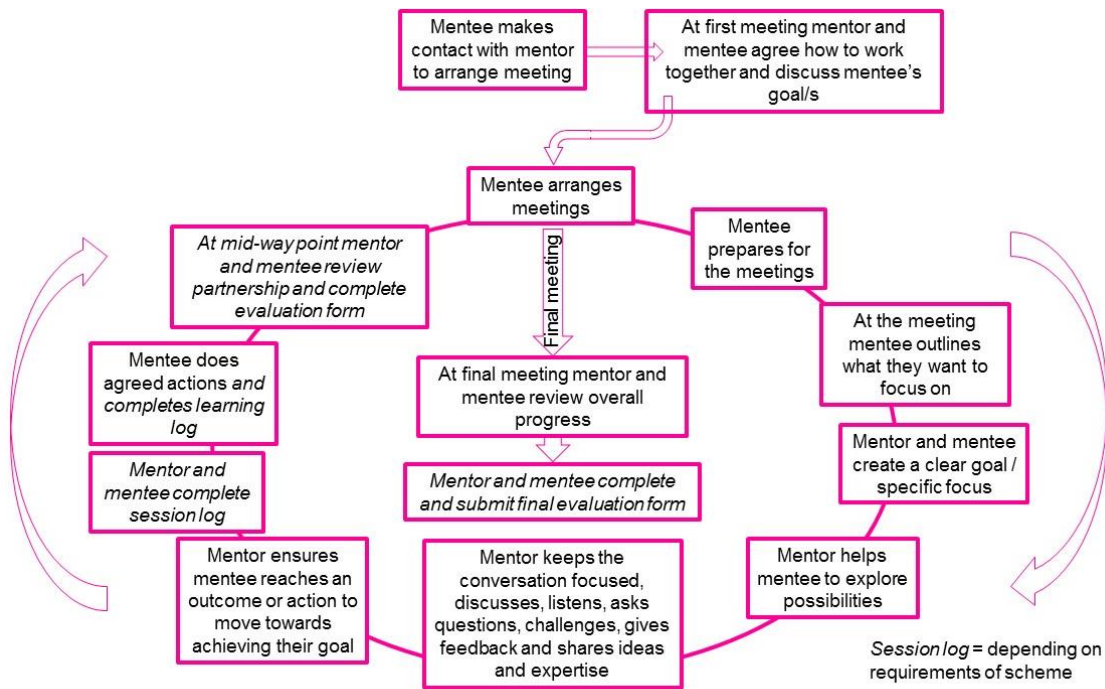 Mentee makes
contact with mentor
to arrange meeting
At first meeting mentor and
mentee agree how to work
together and discuss mentee's
goal/s
Mentee arranges
meetings
Mentee
prepares for
the meetings
At the meeting
mentee outlines
what they want to
focus on
Mentor and mentee
create a clear goal /
specific focus
Mentor helps
mentee to explore
possibilities
Mentor keeps the
conversation focused,
discusses, listens, asks
questions, challenges, gives
feedback and shares ideas
and expertise
Mentor ensures
mentee reaches an
outcome or action to
move towards
achieving their goal
Mentor and
mentee complete
session log
Mentee does
agreed actions and
completes learning
log
At mid-way point mentor
and mentee review
partnership and complete
evaluation form
Final meeting
At final meeting mentor and
mentee review overall
progress
Mentor and mentee complete
and submit final evaluation form
Session log = depending on
requirements of scheme